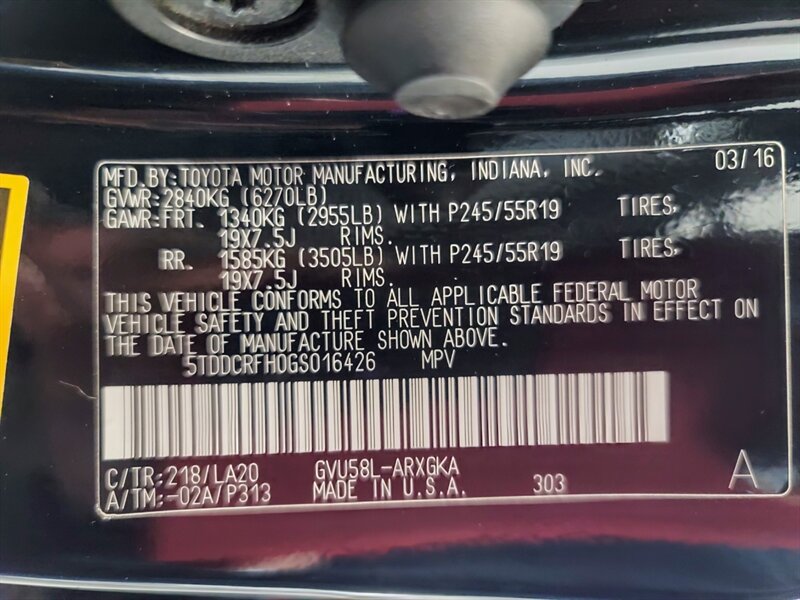 MFD.BY:TOYOTA MOTOR MANUFACTURING, INDIANA, INC. 03/16
GVWR:2840KG (6270LB)
GAWR-FRT. 1340KG (2955LB) WITH P245/55R19 TIRES,
19X7.5J RIMS.
RR. 1585KG (3505LB) WITH P245/55R19 TIRES,
19X7.5J RIMS.
THIS VEHICLE CONFORMS TO ALL APPLICABLE FEDERAL MOTOR
VEHICLE SAFETY AND THEFT PREVENTION STANDARDS IN EFFECT ON
THE DATE OF MANUFACTURE SHOWN ABOVE.
5TDDCRFH0GS016426 MPV
C/TR:218/LA20 GVU58L-ARXGKA A
A/TM:-02A/P313 MADE IN U.S.A. 303